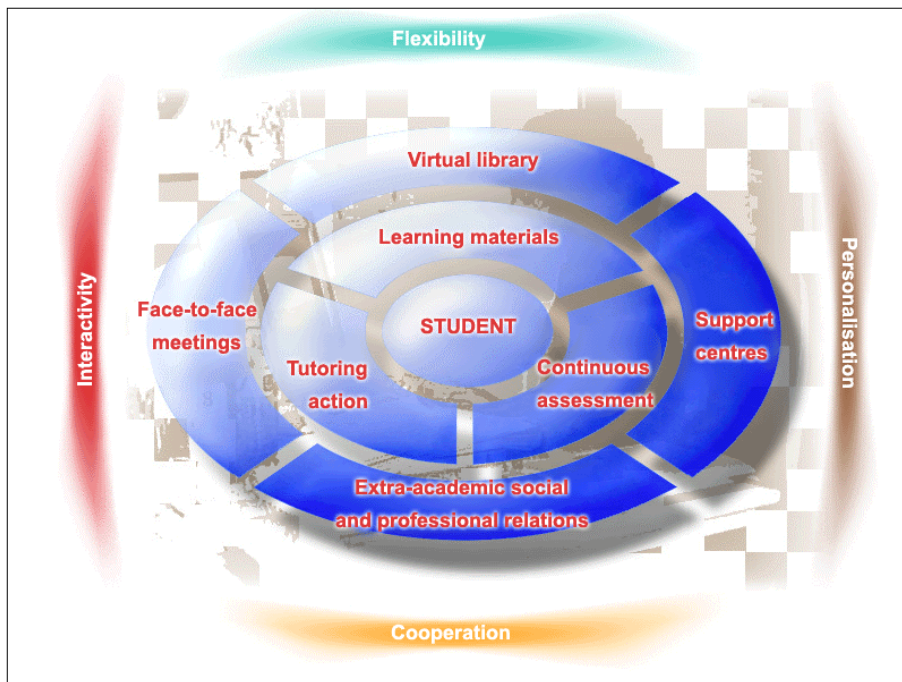 Flexibility
Virtual library
Learning materials
Interactivity
Face-to-face
meetings
STUDENT
Tutoring
action
Continuous
assessment
Support
centres
Personalisation
Extra-academic social
and professional relations
Cooperation